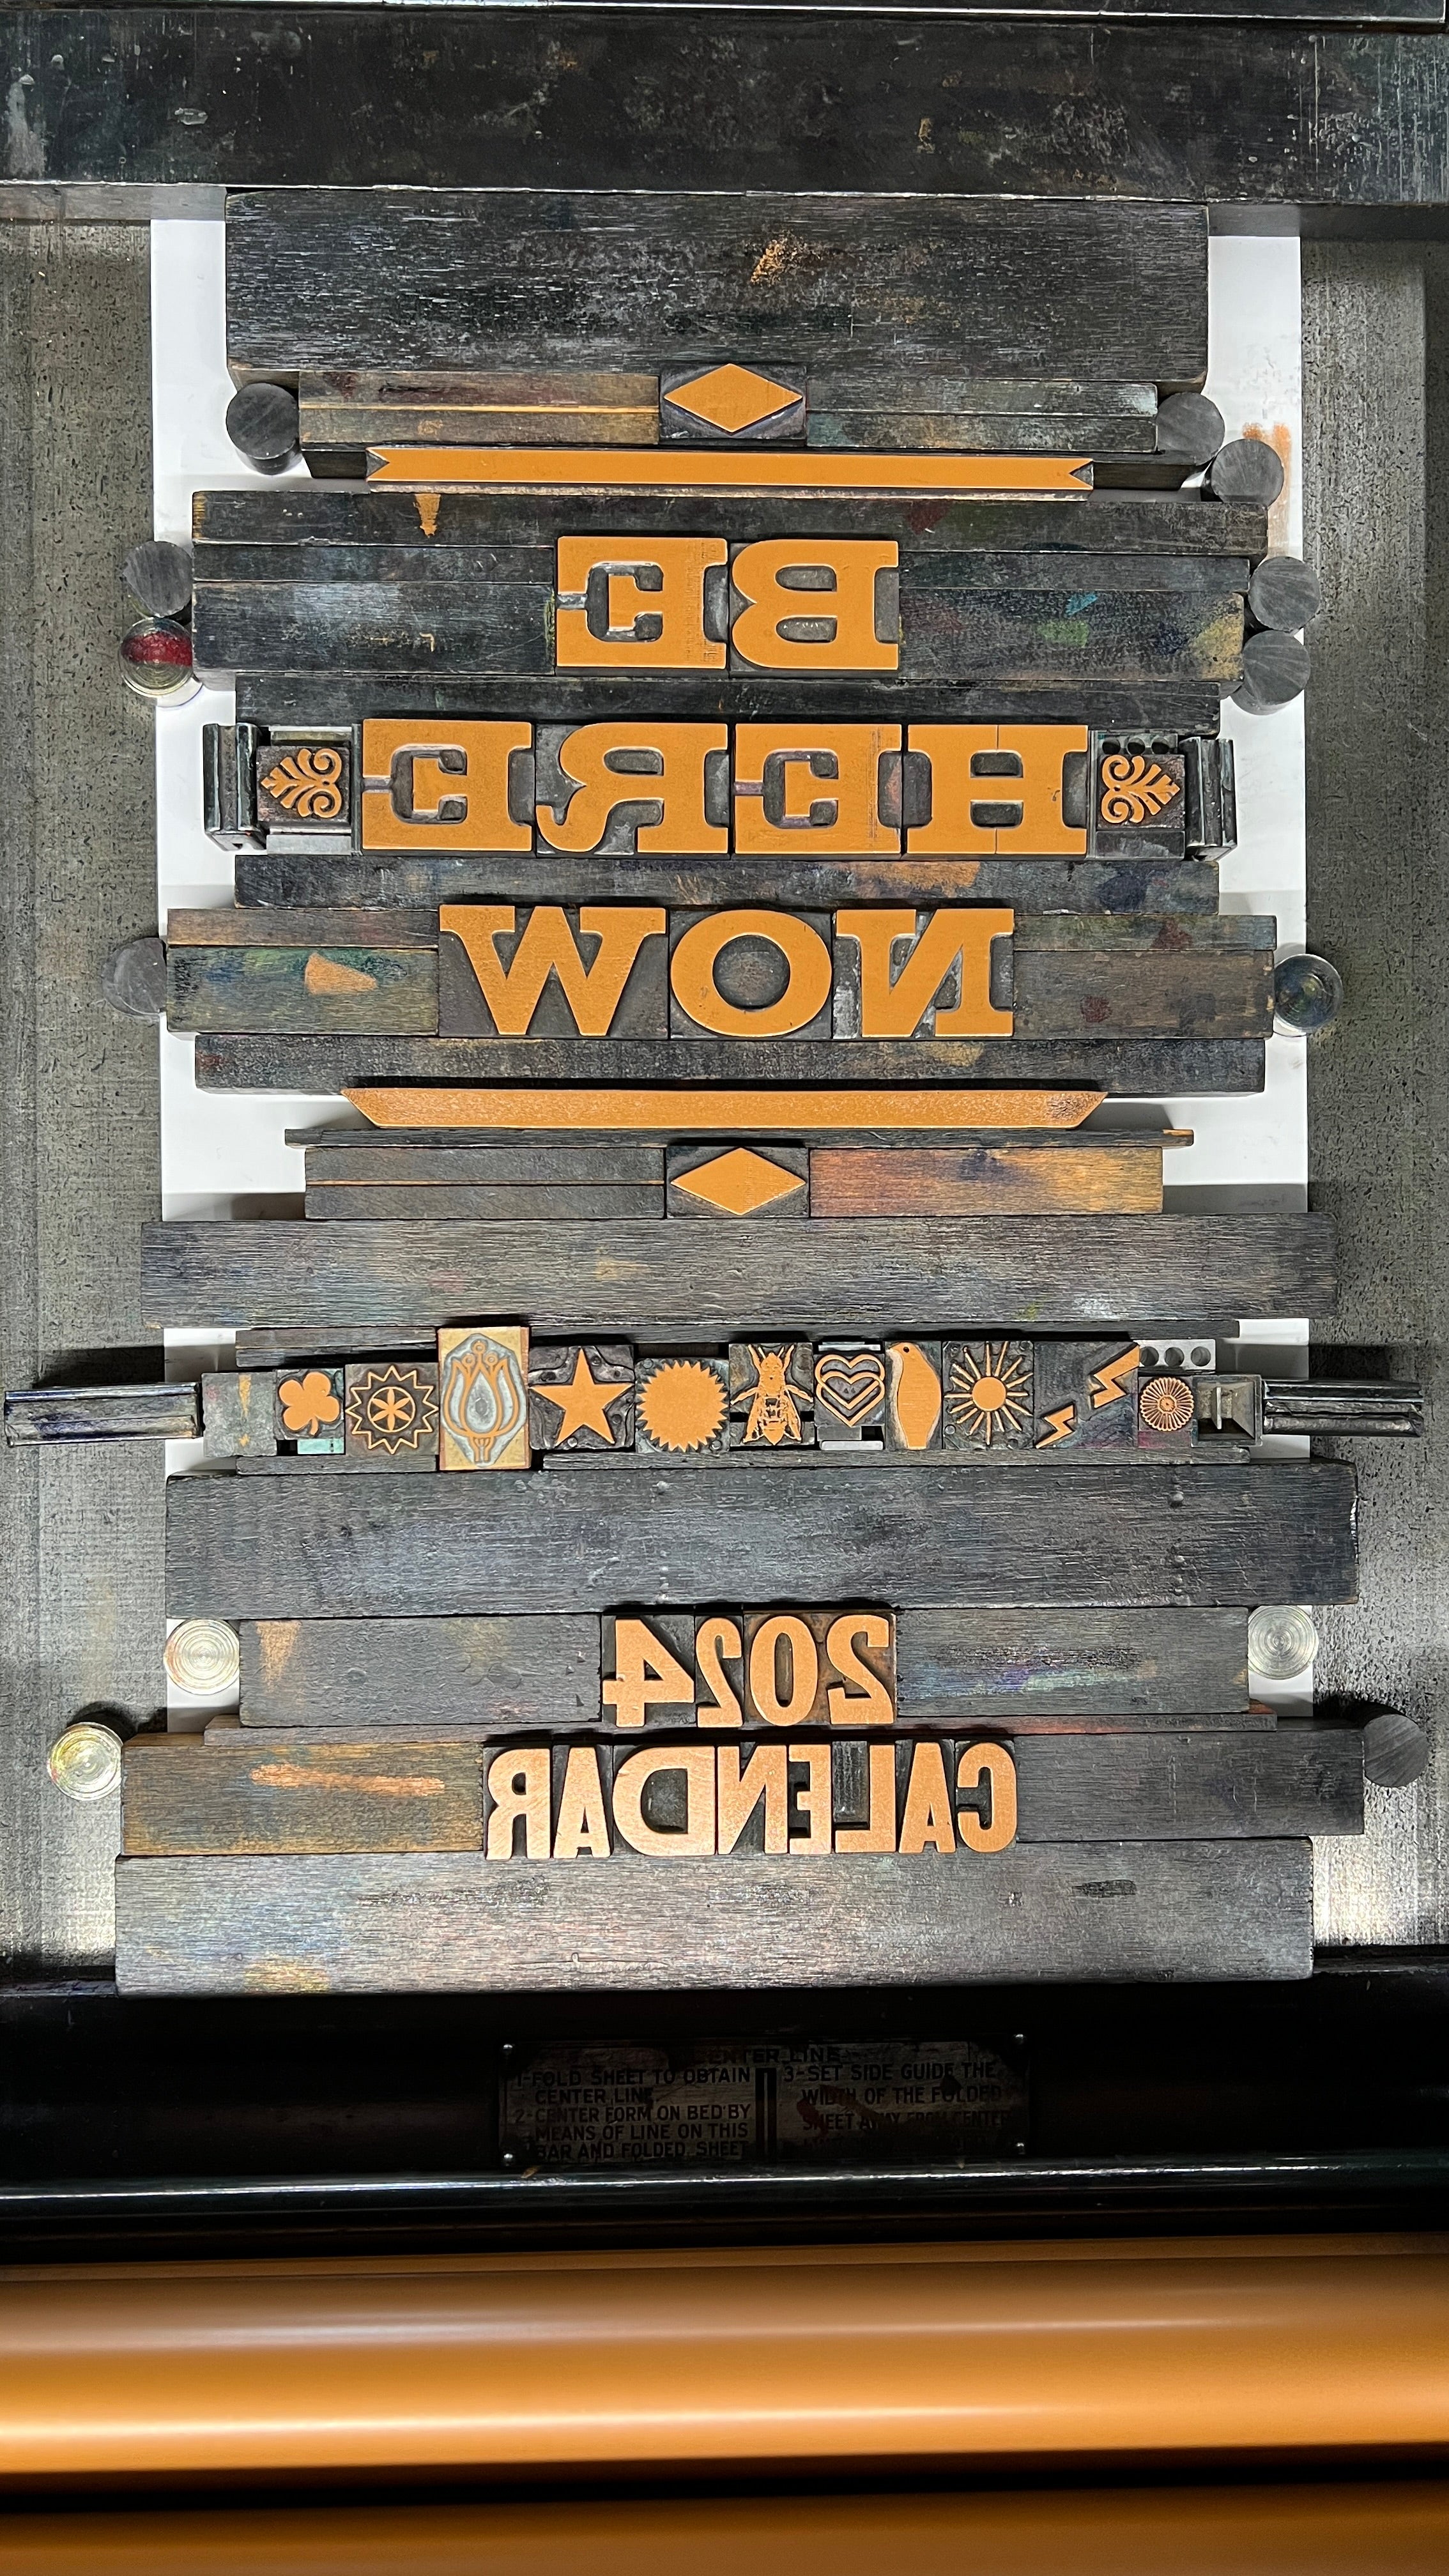 BE
HERE
NOW
2024
CALENDAR
CENTER LINE
1-FOLD SHEET TO OBTAIN
CENTER LINE
2-CENTER FORM ON BED BY
MEANS OF LINE ON THIS
BAR AND FOLDED SHEET
3-SET SIDE GUIDE THE
WIDTH OF THE FOLDED
SHEET AWAY FROM CENTER